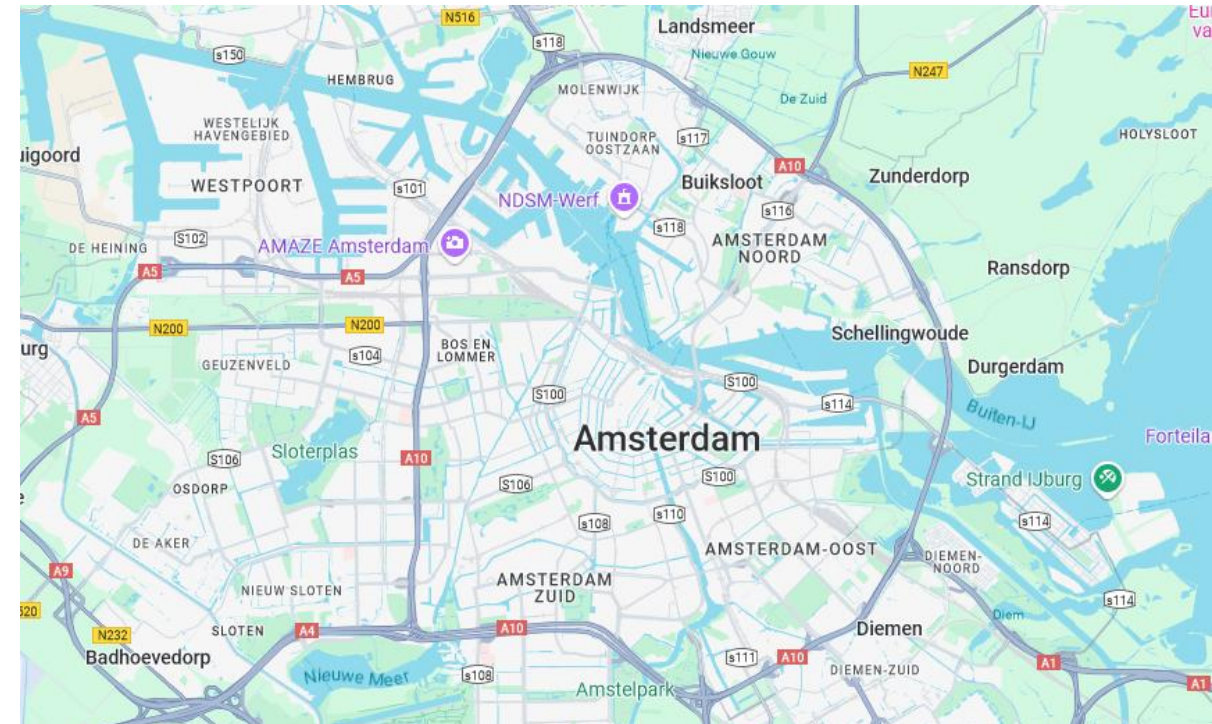 N516
Landsmeer
Eur
va
s118
s150
Nieuwe Gouw
HEMBRUG
N247
MOLENWIJK
De Zuid
WESTELIJK
HAVENGEBIED
TUINDORP
OOSTZAAN
s117
HOLYSLOOT
uigoord
A10
WESTPOORT
s101
Buiksloot
Zunderdorp
NDSM-Werf
s116
s118
DE HEINING
S102
AMAZE Amsterdam
AMSTERDAM
NOORD
A5
A5
Ransdorp
N200
N200
Schellingwoude
urg
s104
BOS EN
LOMMER
GEUZENVELD
Durgerdam
S100
S100
s114
A5
Buiten-IJ
Amsterdam
Forteila
Sloterplas
S106
A10
S106
S100
Strand IJburg
OSDORP
s110
s108
s114
DE AKER
AMSTERDAM-OOST
DIEMEN-
NOORD
A9
AMSTERDAM
ZUID
NIEUW SLOTEN
s114
520
Diem
N232
SLOTEN
A4
A10
Diemen
Badhoevedorp
s111
A10
A1
Nieuwe Meer
s108
DIEMEN-ZUID
Amstelpark
A1